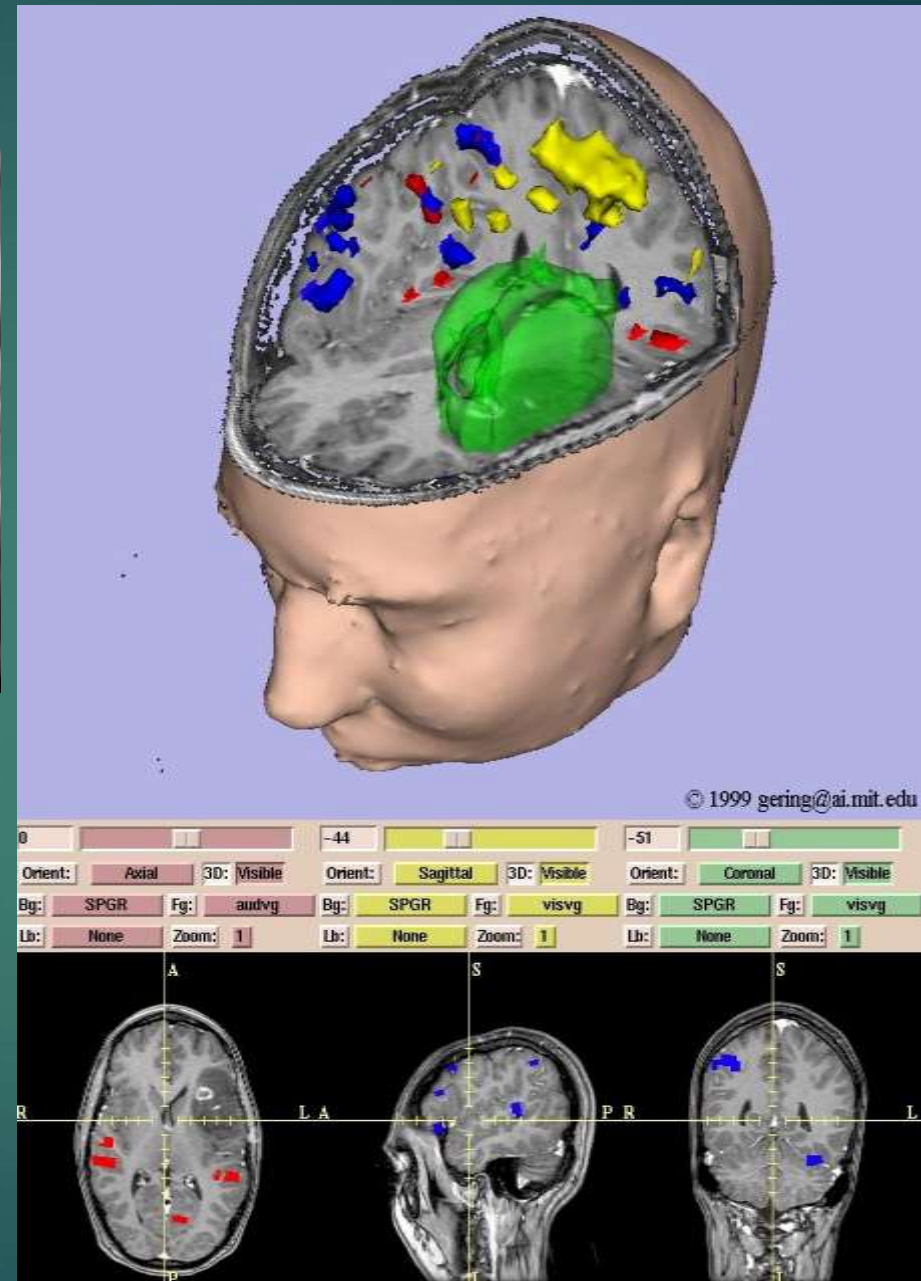 © 1999 gering@ai.mit.edu
0 -44 -51
Orient: Axial 3D: Visible Orient: Sagittal 3D: Visible Orient: Coronal 3D: Visible
Bg: SPGR Fg: audvg Bg: SPGR Fg: visvg Bg: SPGR Fg: visvg
Lb: None Zoom: 1 Lb: None Zoom: 1 Lb: None Zoom: 1
A S S
R L A P R L
P I I